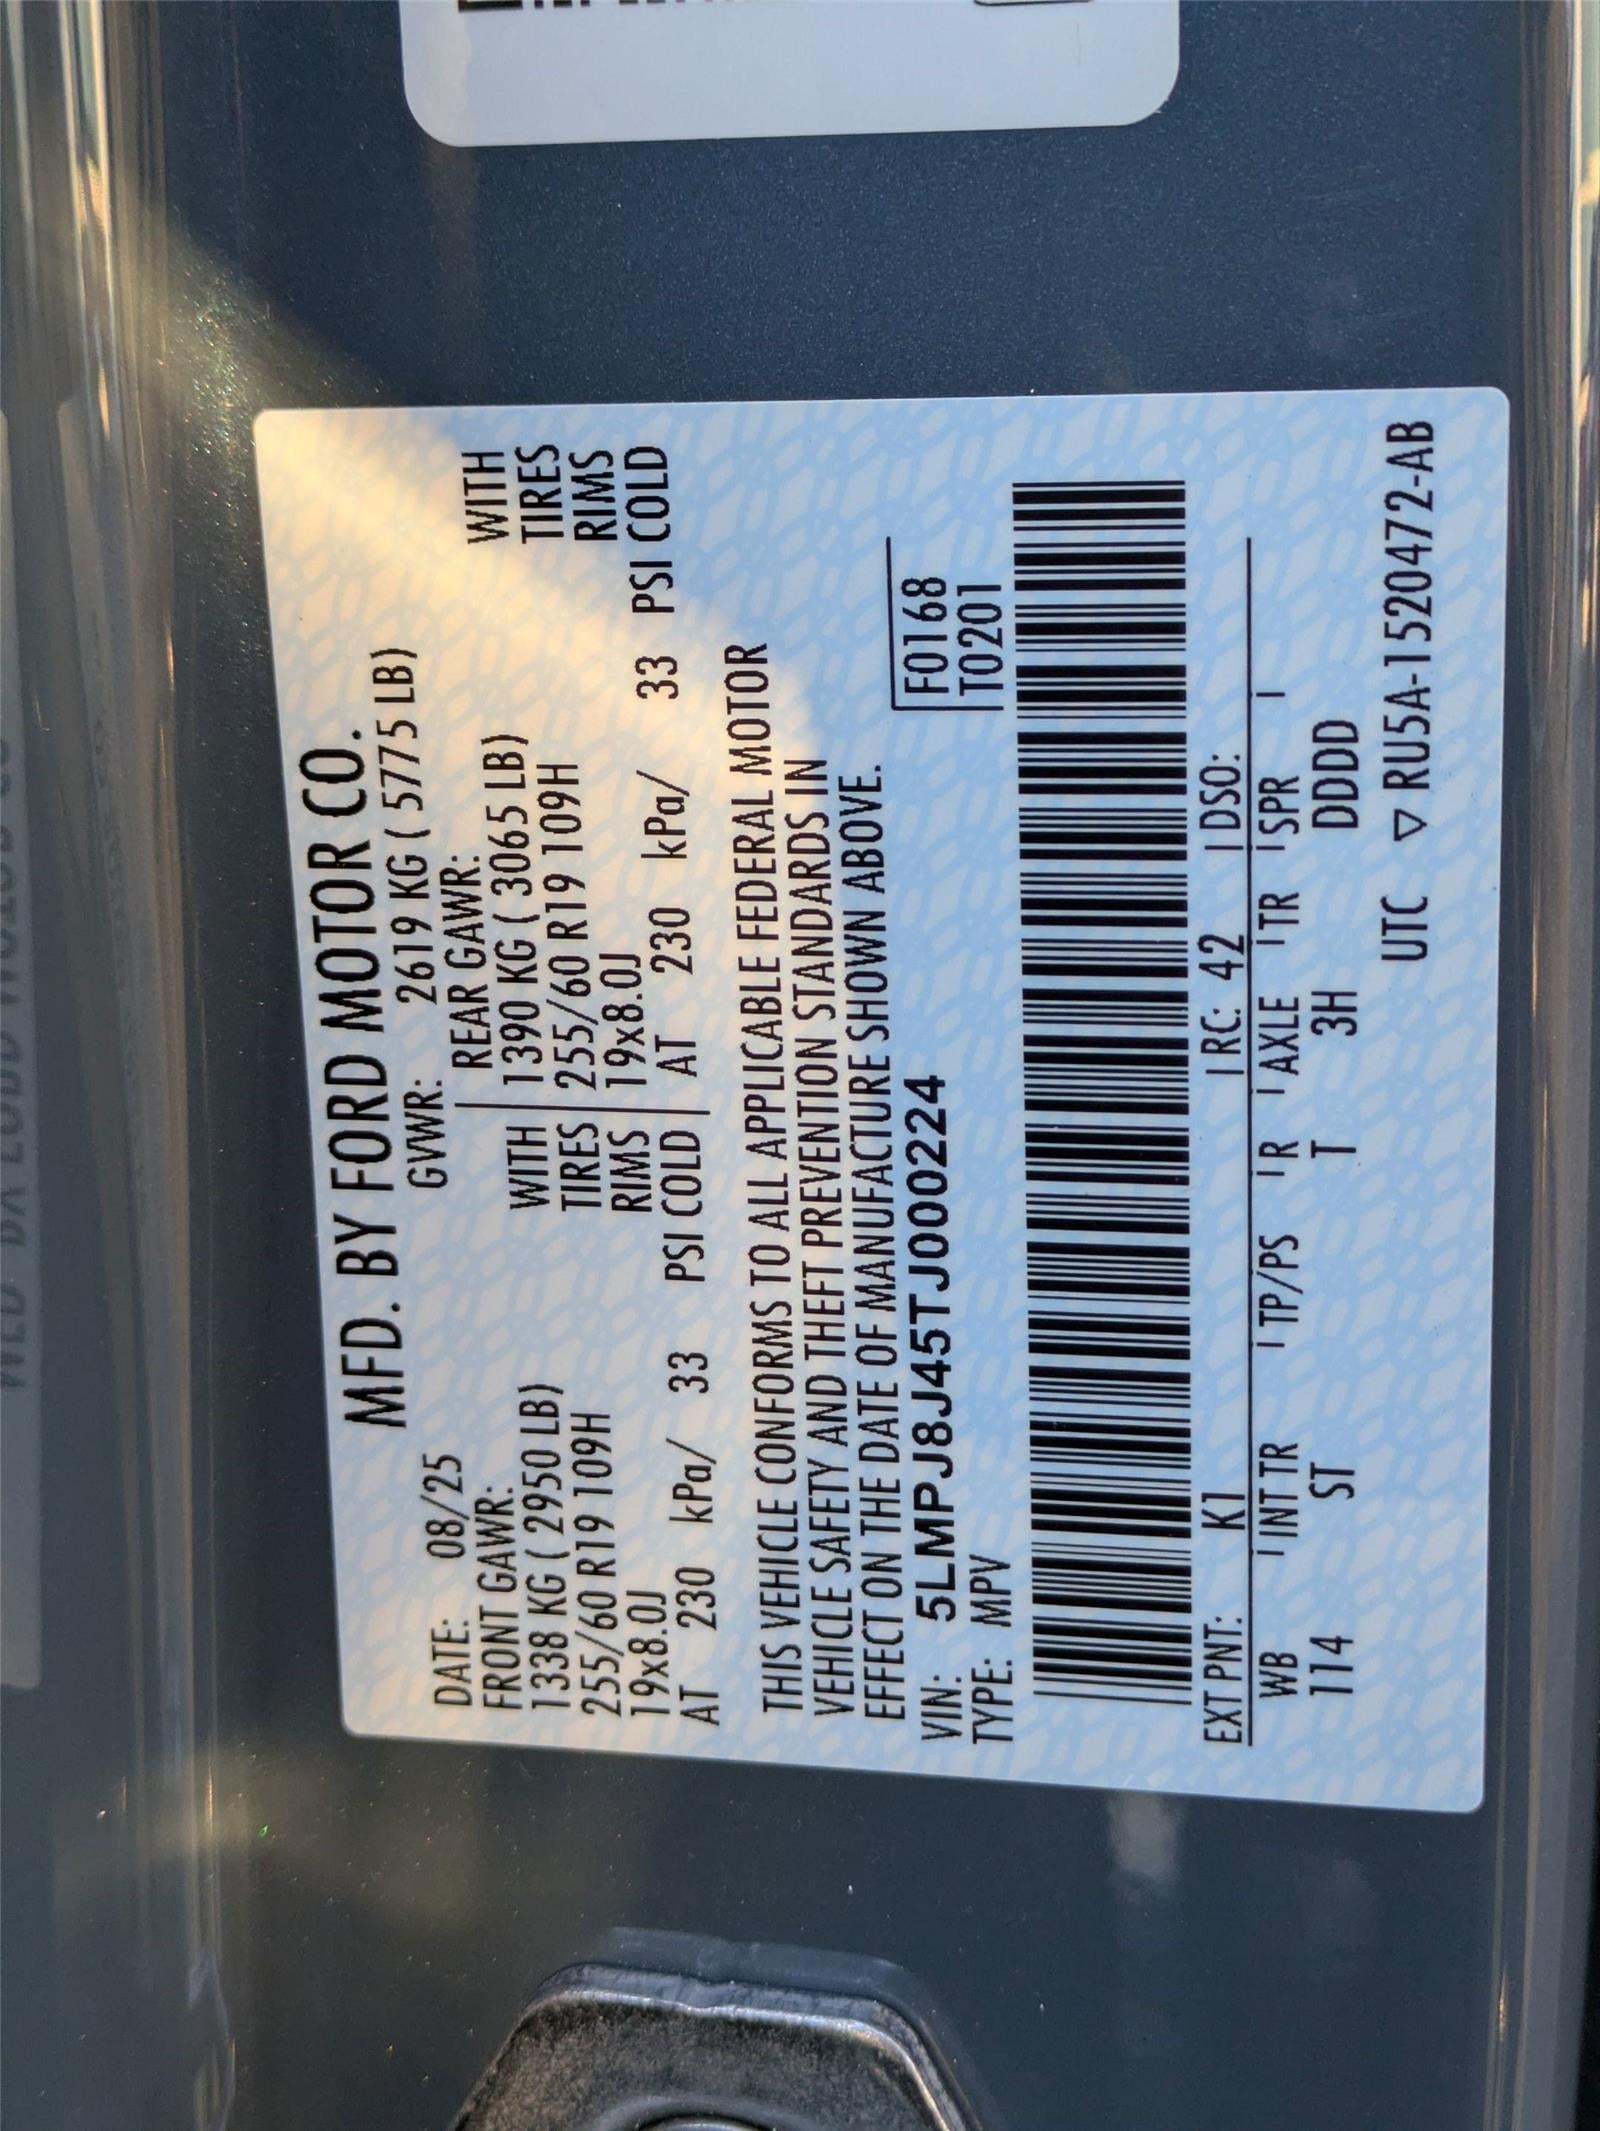 MFD. BY FORD MOTOR CO.
DATE: 08/25 GVWR: 2619 KG ( 5775 LB)
FRONT GAWR: REAR GAWR:
1338 KG ( 2950 LB) WITH 1390 KG ( 3065 LB) WITH
255/60 R19 109H TIRES 255/60 R19 109H TIRES
19x8.0J RIMS 19x8.0J RIMS
AT 230 kPa/ 33 PSI COLD AT 230 kPa/ 33 PSI COLD
THIS VEHICLE CONFORMS TO ALL APPLICABLE FEDERAL MOTOR
VEHICLE SAFETY AND THEFT PREVENTION STANDARDS IN
EFFECT ON THE DATE OF MANUFACTURE SHOWN ABOVE.
VIN: 5LMPJ8J45TJ000224 F0168
TYPE: MPV T0201
EXT PNT: K1 RC: 42 DSO:
WB INT TR TP/PS R AXLE TR SPR
114 ST T 3H DDDD
UTC ▽ RU5A-1520472-AB